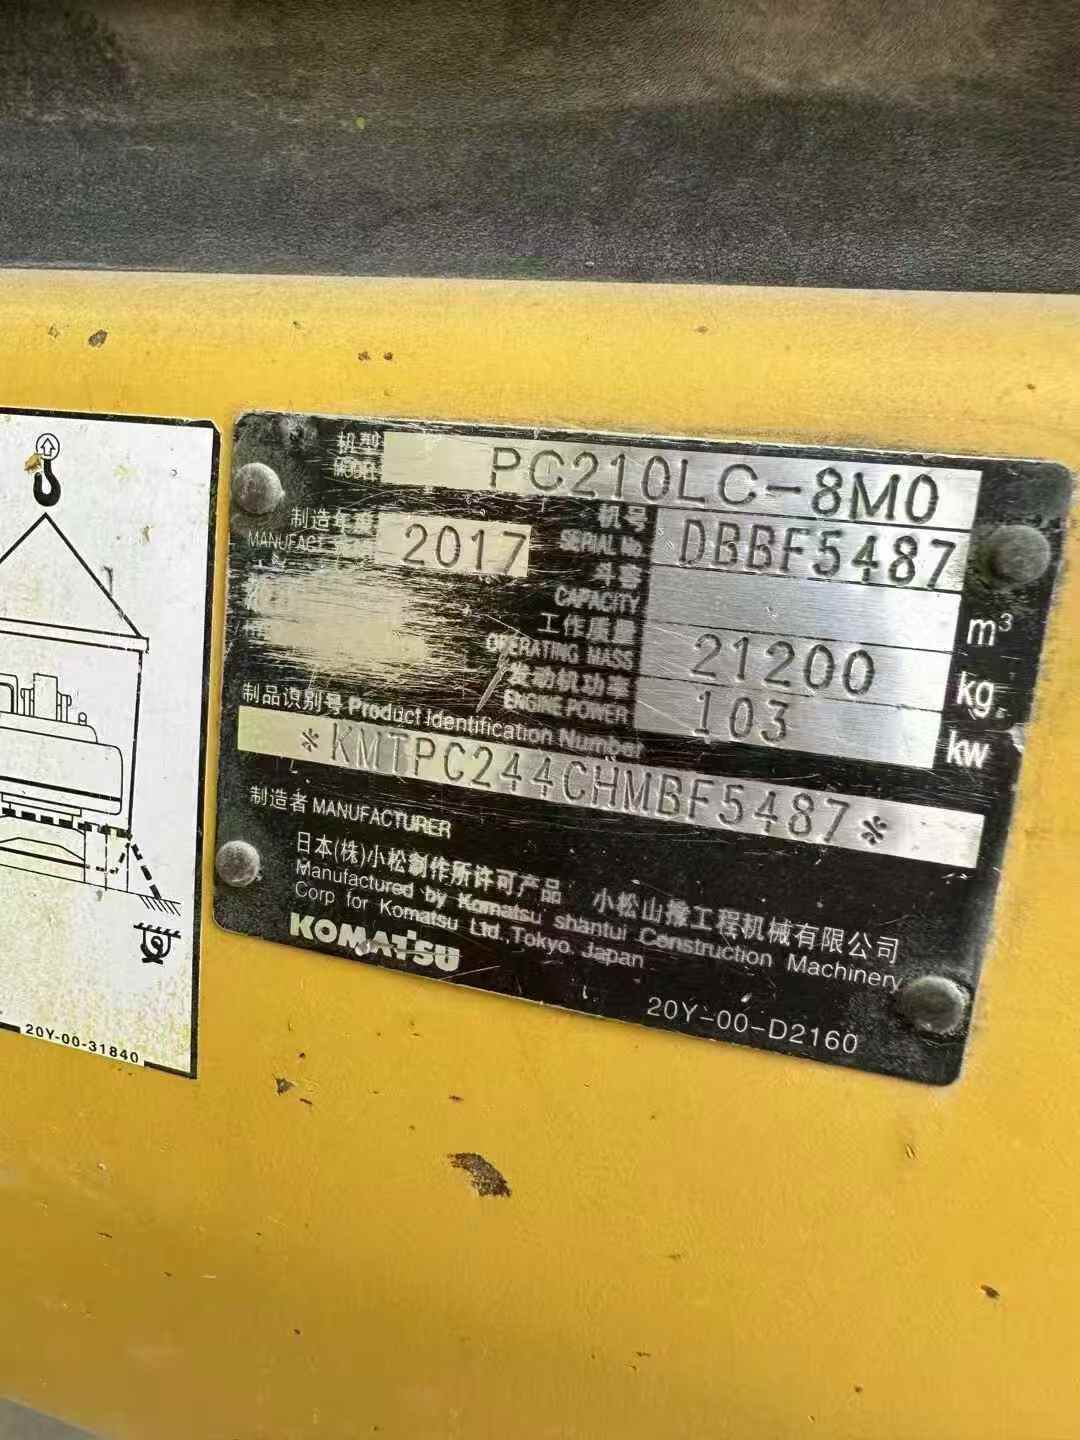 机型 PC210LC-8M0
MODEL
制造年度 2017 机号 DBBF5487
MANUFACT SERIAL No.
斗容 m³
CAPACITY
工作质量 21200 kg
OPERATING MASS
发动机功率 103 kw
ENGINE POWER
制品识别号 Product Identification Number
*KMTPC244CHMBF5487*
制造者 MANUFACTURER
日本(株)小松制作所许可产品 小松山推工程机械有限公司
Manufactured by Komatsu shantui Construction Machinery
Corp for Komatsu Ltd.,Tokyo. Japan
KOMATSU
20Y-00-D2160
20Y-00-31840